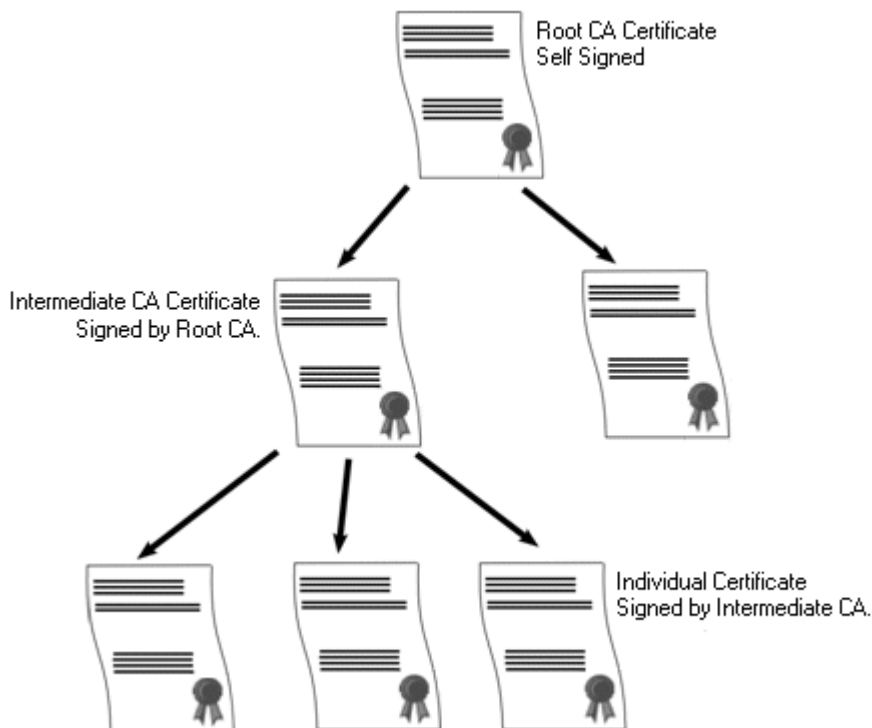 Root CA Certificate
Self Signed
Intermediate CA Certificate
Signed by Root CA.
Individual Certificate
Signed by Intermediate CA.